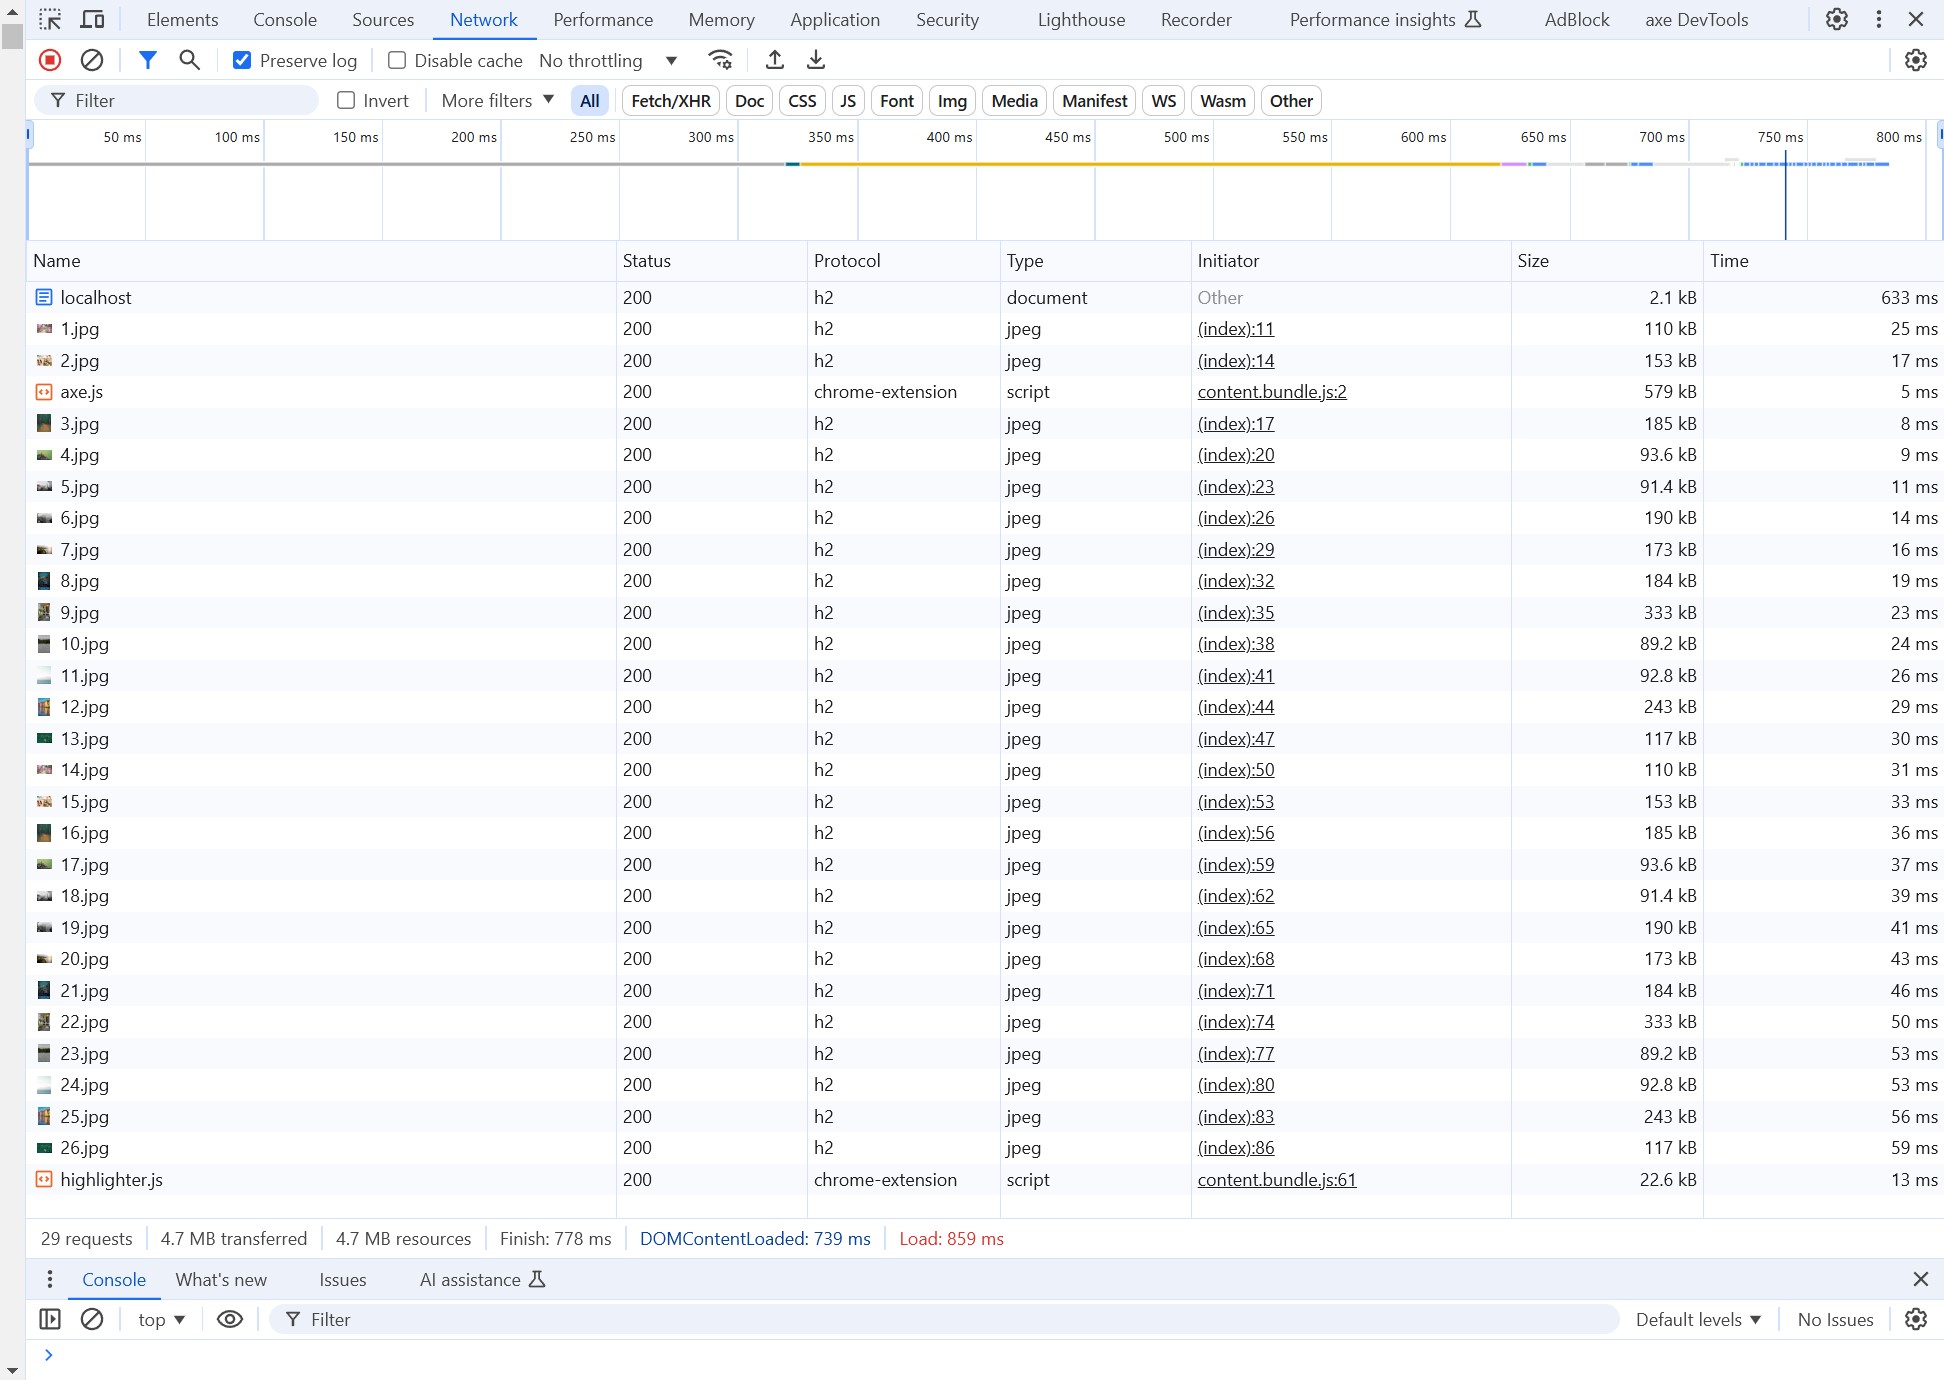 Elements Console Sources Network Performance Memory Application Security Lighthouse Recorder Performance insights AdBlock axe DevTools
Preserve log Disable cache No throttling
Filter Invert More filters All Fetch/XHR Doc CSS JS Font Img Media Manifest WS Wasm Other
50 ms 100 ms 150 ms 200 ms 250 ms 300 ms 350 ms 400 ms 450 ms 500 ms 550 ms 600 ms 650 ms 700 ms 750 ms 800 ms
Name Status Protocol Type Initiator Size Time
localhost 200 h2 document Other 2.1 kB 633 ms
1.jpg 200 h2 jpeg (index):11 110 kB 25 ms
2.jpg 200 h2 jpeg (index):14 153 kB 17 ms
axe.js 200 chrome-extension script content.bundle.js:2 579 kB 5 ms
3.jpg 200 h2 jpeg (index):17 185 kB 8 ms
4.jpg 200 h2 jpeg (index):20 93.6 kB 9 ms
5.jpg 200 h2 jpeg (index):23 91.4 kB 11 ms
6.jpg 200 h2 jpeg (index):26 190 kB 14 ms
7.jpg 200 h2 jpeg (index):29 173 kB 16 ms
8.jpg 200 h2 jpeg (index):32 184 kB 19 ms
9.jpg 200 h2 jpeg (index):35 333 kB 23 ms
10.jpg 200 h2 jpeg (index):38 89.2 kB 24 ms
11.jpg 200 h2 jpeg (index):41 92.8 kB 26 ms
12.jpg 200 h2 jpeg (index):44 243 kB 29 ms
13.jpg 200 h2 jpeg (index):47 117 kB 30 ms
14.jpg 200 h2 jpeg (index):50 110 kB 31 ms
15.jpg 200 h2 jpeg (index):53 153 kB 33 ms
16.jpg 200 h2 jpeg (index):56 185 kB 36 ms
17.jpg 200 h2 jpeg (index):59 93.6 kB 37 ms
18.jpg 200 h2 jpeg (index):62 91.4 kB 39 ms
19.jpg 200 h2 jpeg (index):65 190 kB 41 ms
20.jpg 200 h2 jpeg (index):68 173 kB 43 ms
21.jpg 200 h2 jpeg (index):71 184 kB 46 ms
22.jpg 200 h2 jpeg (index):74 333 kB 50 ms
23.jpg 200 h2 jpeg (index):77 89.2 kB 53 ms
24.jpg 200 h2 jpeg (index):80 92.8 kB 53 ms
25.jpg 200 h2 jpeg (index):83 243 kB 56 ms
26.jpg 200 h2 jpeg (index):86 117 kB 59 ms
highlighter.js 200 chrome-extension script content.bundle.js:61 22.6 kB 13 ms
29 requests 4.7 MB transferred 4.7 MB resources Finish: 778 ms DOMContentLoaded: 739 ms Load: 859 ms
Console What's new Issues AI assistance
top Filter Default levels No Issues